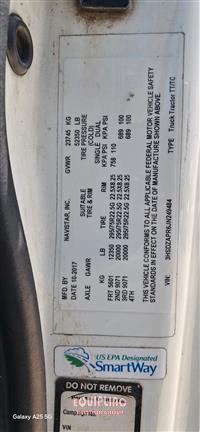 MFD BY NAVISTAR, INC.
DATE 10-2017
GVWR 23745 KG
52350 LB
AXLE GAWR SUITABLE TIRE & RIM TIRE PRESSURE (COLD)
SINGLE DUAL
KG LB TIRE RIM KPA PSI KPA PSI
FRT 5601 12350 295/75R22.5G 22.5X8.25 758 110
2ND 9071 20000 295/75R22.5G 22.5X8.25 689 100
3RD 9071 20000 295/75R22.5G 22.5X8.25 689 100
4TH
THIS VEHICLE CONFORMS TO ALL APPLICABLE FEDERAL MOTOR VEHICLE SAFETY
STANDARDS IN EFFECT ON THE DATE OF MANUFACTURE SHOWN ABOVE.
VIN: TYPE Truck Tractor TT/TC
US EPA Designated
SmartWay
DO NOT REMOVE
VIN
Galaxy A25 5G